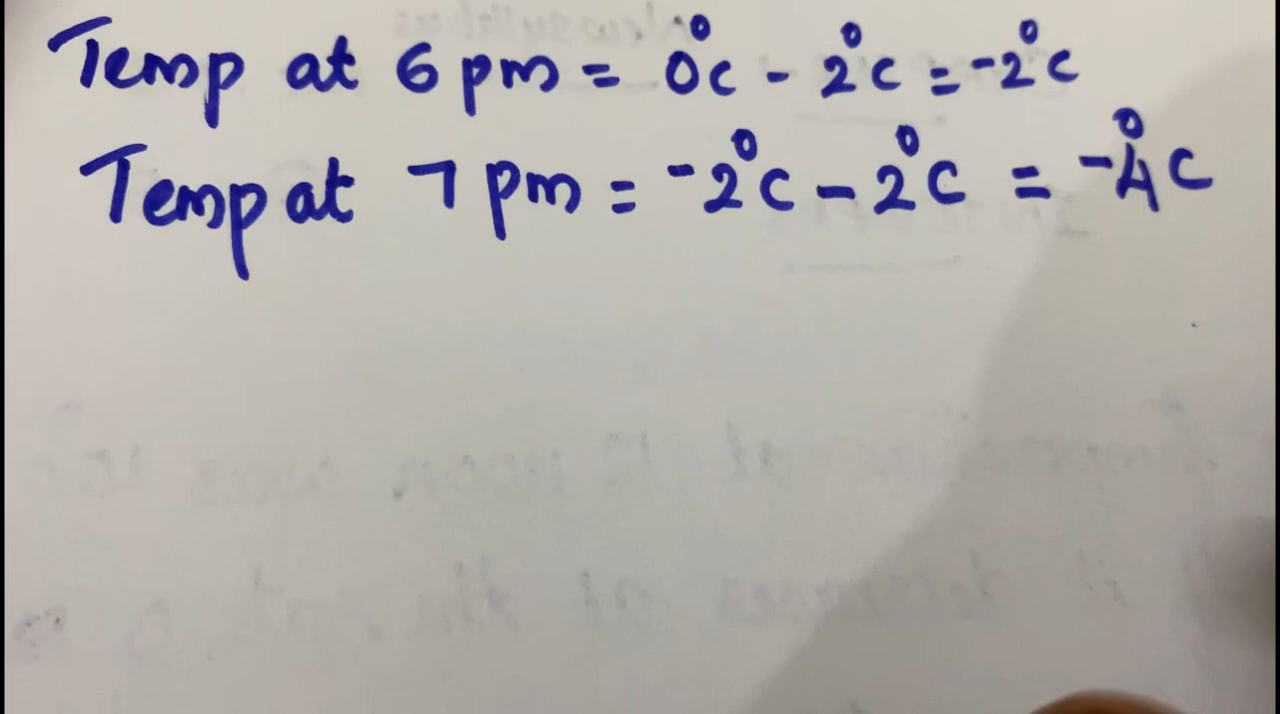 Temp at 6 pm = 0°C - 2°C = -2°C
Temp at 7 pm = -2°C - 2°C = -4°C